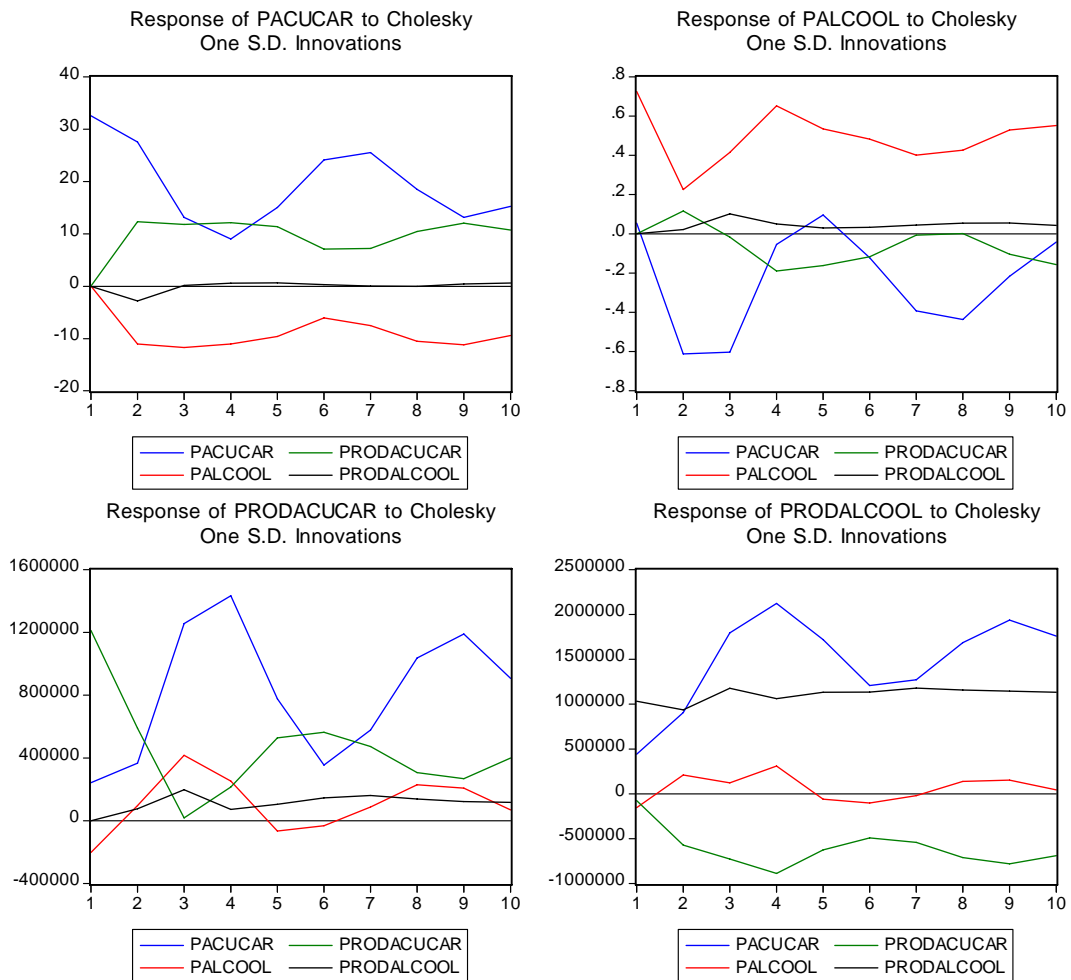 Response of PACUCAR to Cholesky
One S.D. Innovations
40
30
20
10
0
-10
-20
1 2 3 4 5 6 7 8 9 10
PACUCAR PRODACUCAR
PALCOOL PRODALCOOL
Response of PALCOOL to Cholesky
One S.D. Innovations
.8
.6
.4
.2
.0
-.2
-.4
-.6
-.8
1 2 3 4 5 6 7 8 9 10
PACUCAR PRODACUCAR
PALCOOL PRODALCOOL
Response of PRODACUCAR to Cholesky
One S.D. Innovations
1600000
1200000
800000
400000
0
-400000
1 2 3 4 5 6 7 8 9 10
PACUCAR PRODACUCAR
PALCOOL PRODALCOOL
Response of PRODALCOOL to Cholesky
One S.D. Innovations
2500000
2000000
1500000
1000000
500000
0
-500000
-1000000
1 2 3 4 5 6 7 8 9 10
PACUCAR PRODACUCAR
PALCOOL PRODALCOOL